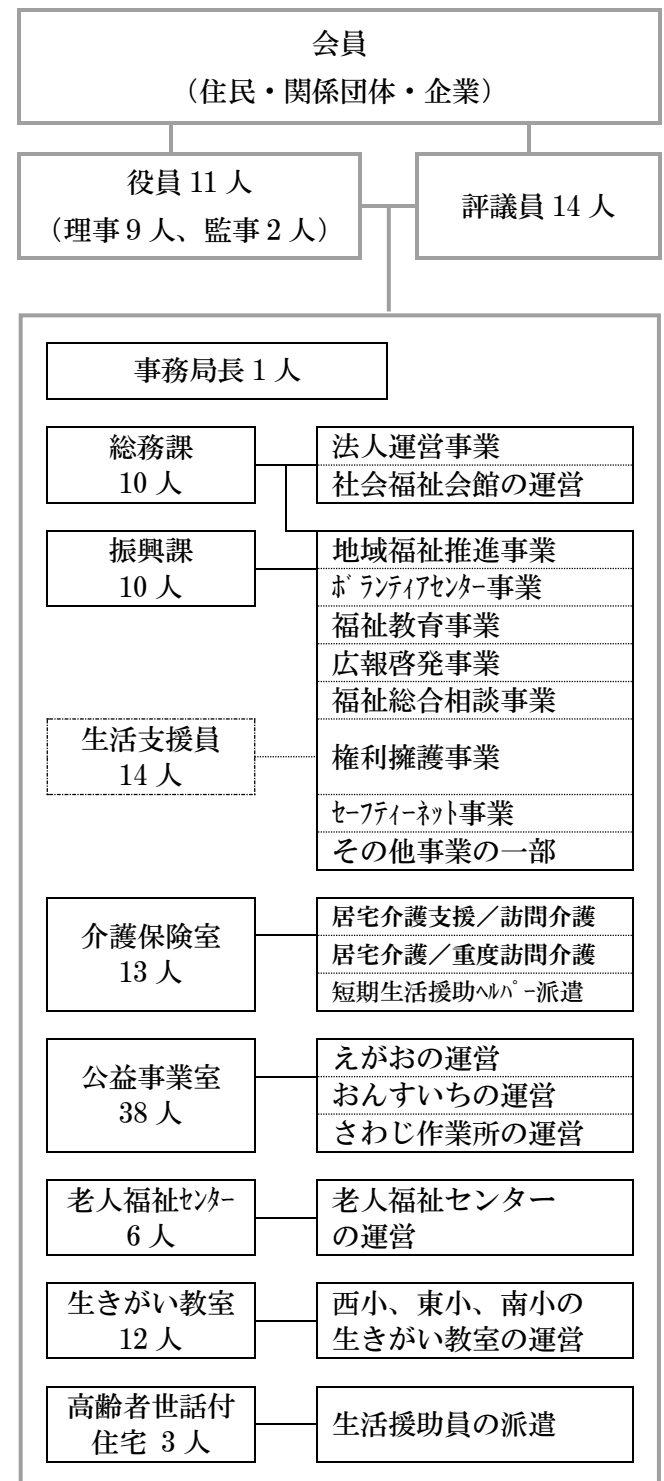 会員
（住民・関係団体・企業）
役員 11 人
（理事 9 人、監事 2 人）
評議員 14 人
事務局長 1 人
総務課
10 人
法人運営事業
社会福祉会館の運営
振興課
10 人
地域福祉推進事業
ﾎﾞﾗﾝﾃｨｱｾﾝﾀｰ事業
福祉教育事業
広報啓発事業
福祉総合相談事業
生活支援員
14 人
権利擁護事業
ｾｰﾌﾃｨｰﾈｯﾄ事業
その他事業の一部
介護保険室
13 人
居宅介護支援／訪問介護
居宅介護／重度訪問介護
短期生活援助ﾍﾙﾊﾟｰ派遣
公益事業室
38 人
えがおの運営
おんすいちの運営
さわじ作業所の運営
老人福祉ｾﾝﾀｰ
6 人
老人福祉センター
の運営
生きがい教室
12 人
西小、東小、南小の
生きがい教室の運営
高齢者世話付
住宅 3 人
生活援助員の派遣